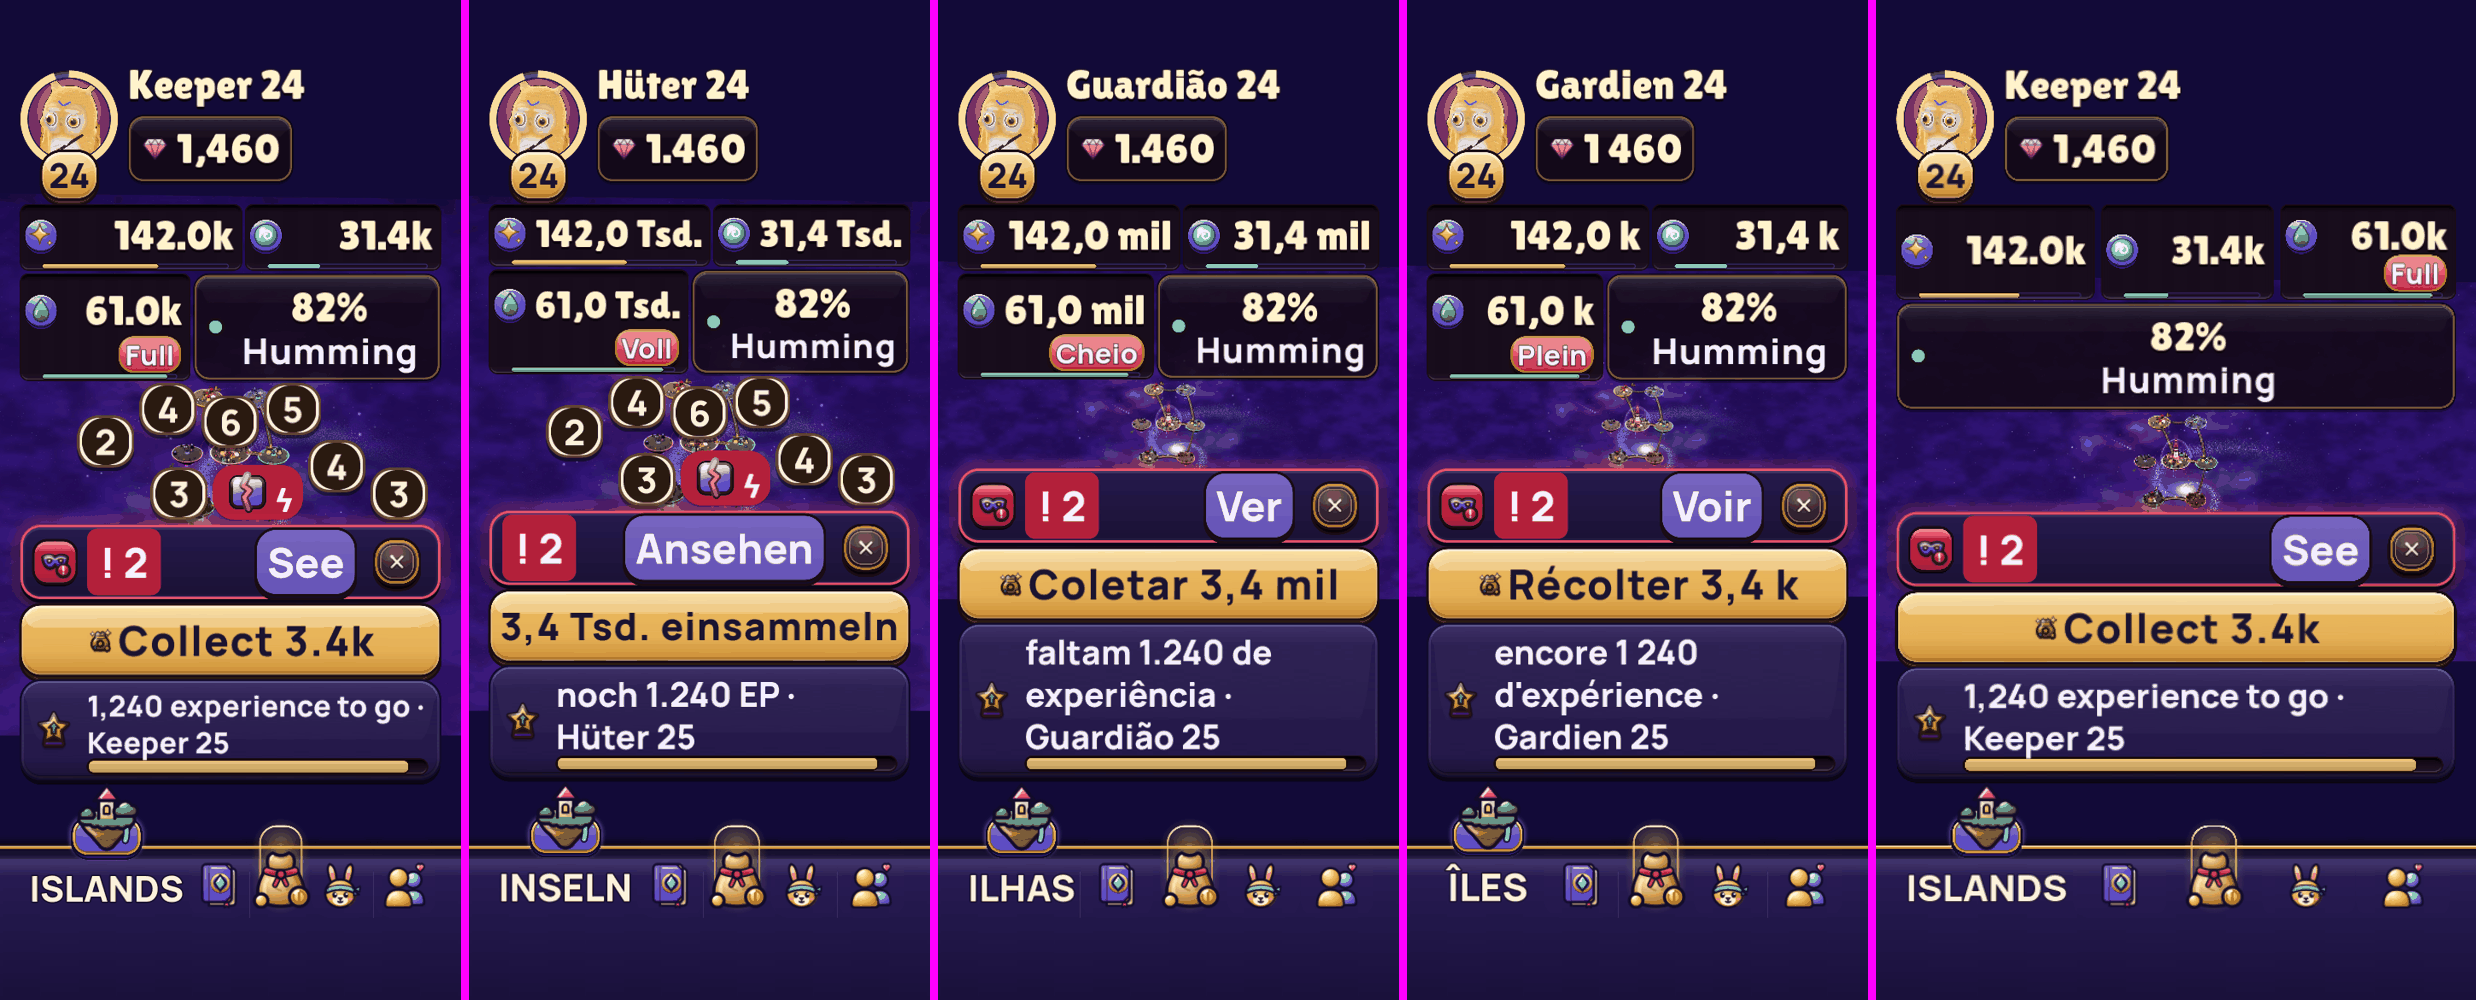 Keeper 24
1,460
24
142.0k
31.4k
61.0k
Full
82%
Humming
4
6
5
2
4
3
4
3
! 2
See
Collect 3.4k
1,240 experience to go ·
Keeper 25
ISLANDS
Hüter 24
1.460
24
142,0 Tsd.
31,4 Tsd.
61,0 Tsd.
Voll
82%
Humming
4
6
5
2
4
3
4
3
! 2
Ansehen
3,4 Tsd. einsammeln
noch 1.240 EP ·
Hüter 25
INSELN
Guardião 24
1.460
24
142,0 mil
31,4 mil
61,0 mil
Cheio
82%
Humming
! 2
Ver
Coletar 3,4 mil
faltam 1.240 de
experiência ·
Guardião 25
ILHAS
Gardien 24
1 460
24
142,0 k
31,4 k
61,0 k
Plein
82%
Humming
! 2
Voir
Récolter 3,4 k
encore 1 240
d'expérience ·
Gardien 25
ÎLES
Keeper 24
1,460
24
142.0k
31.4k
61.0k
Full
82%
Humming
! 2
See
Collect 3.4k
1,240 experience to go ·
Keeper 25
ISLANDS